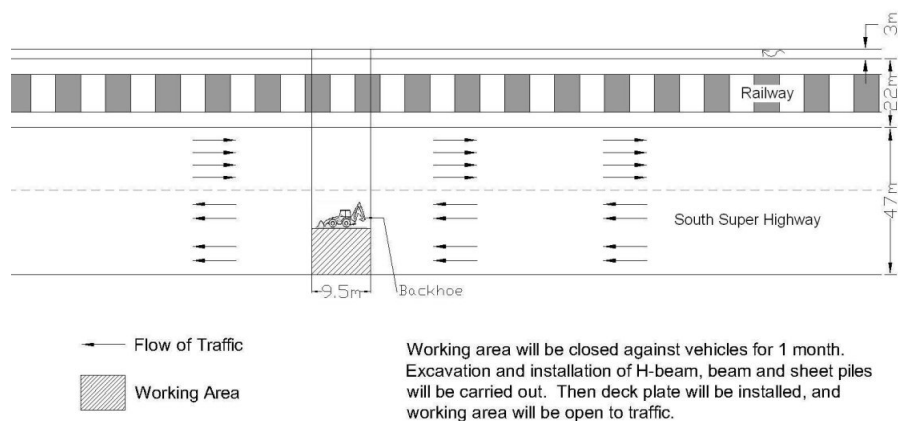 3m
Railway
22m
South Super Highway
47m
9.5m
Backhoe
Flow of Traffic
Working Area
Working area will be closed against vehicles for 1 month.
Excavation and installation of H-beam, beam and sheet piles
will be carried out. Then deck plate will be installed, and
working area will be open to traffic.